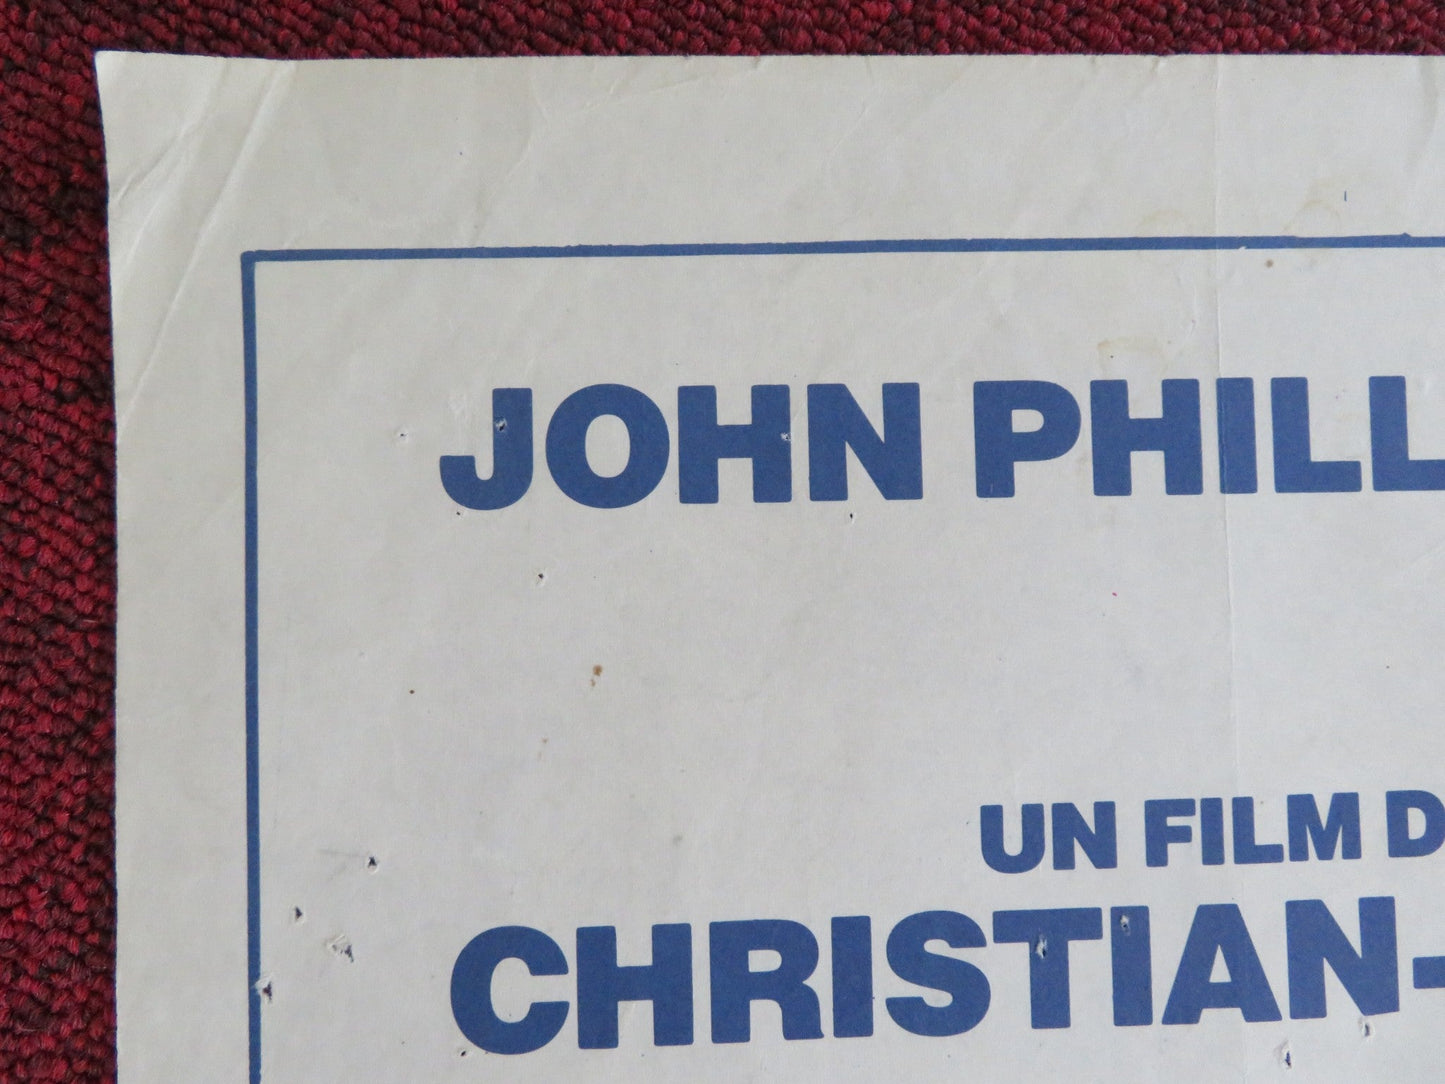 JOHN PHILL
UN FILM D
CHRISTIAN-